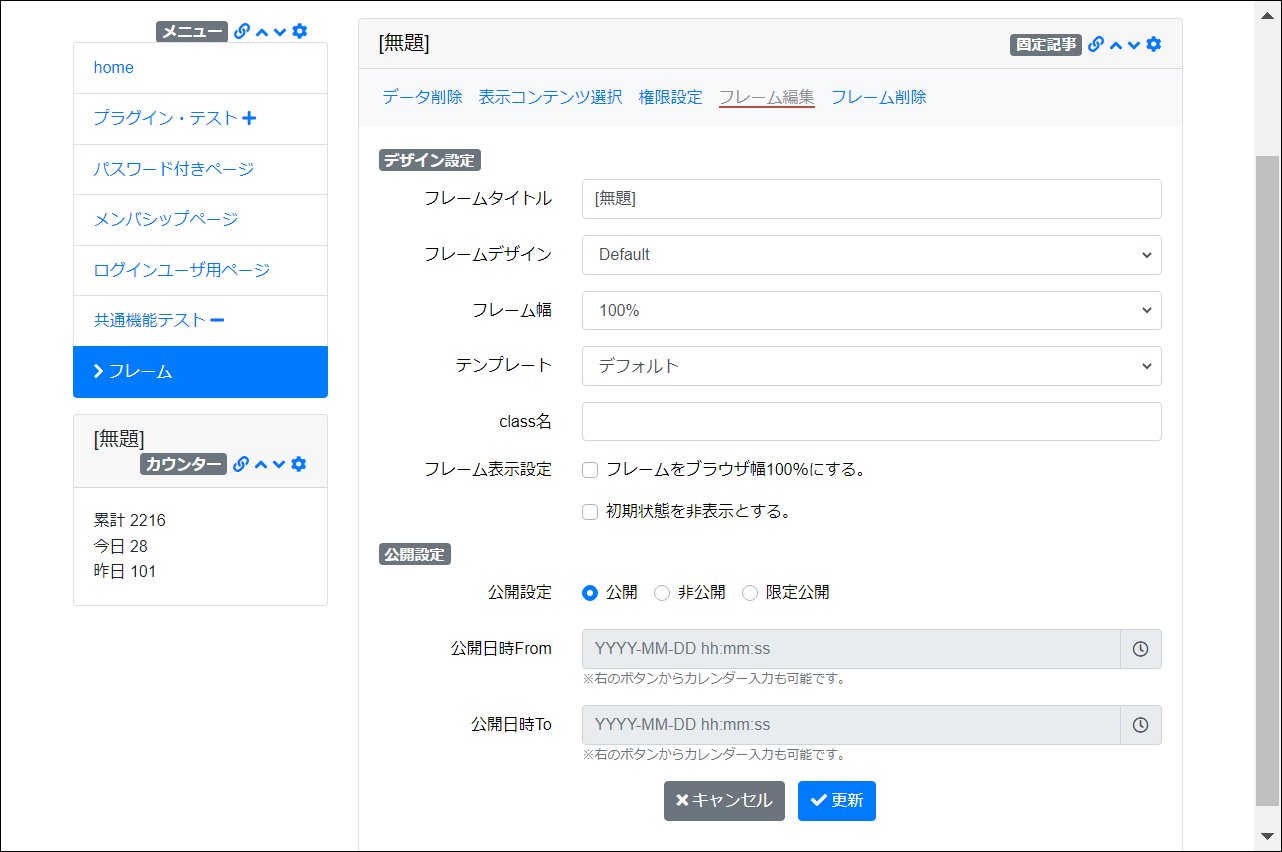 メニュー
home
プラグイン・テスト
パスワード付きページ
メンバシップページ
ログインユーザ用ページ
共通機能テスト
フレーム
[無題]
カウンター
累計 2216
今日 28
昨日 101
[無題] 固定記事
データ削除 表示コンテンツ選択 権限設定 フレーム編集 フレーム削除
デザイン設定
フレームタイトル [無題]
フレームデザイン Default
フレーム幅 100%
テンプレート デフォルト
class名
フレーム表示設定 フレームをブラウザ幅100%にする。
初期状態を非表示とする。
公開設定
公開設定 公開 非公開 限定公開
公開日時From YYYY-MM-DD hh:mm:ss
※右のボタンからカレンダー入力も可能です。
公開日時To YYYY-MM-DD hh:mm:ss
※右のボタンからカレンダー入力も可能です。
キャンセル 更新